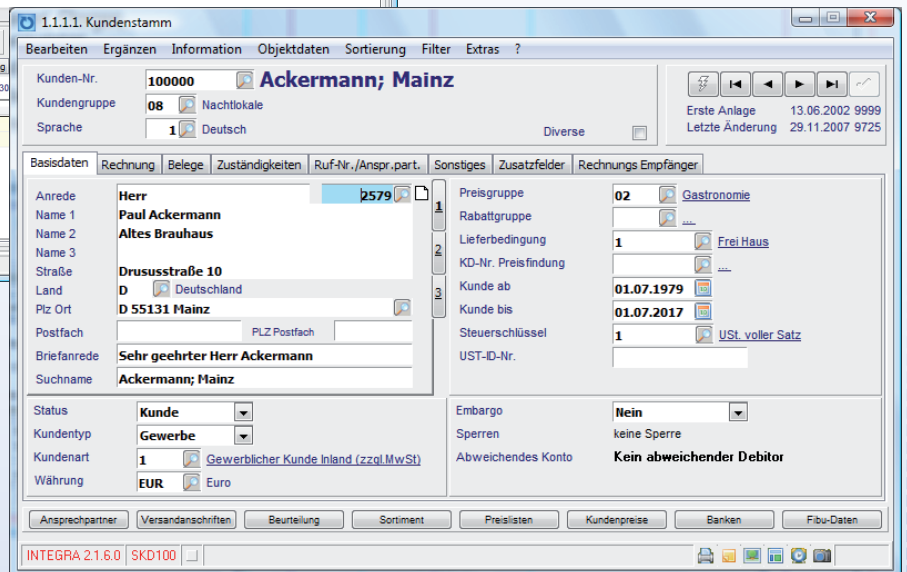 1.1.1.1. Kundenstamm
Bearbeiten Ergänzen Information Objektdaten Sortierung Filter Extras ?
Kunden-Nr. 100000 Ackermann; Mainz
Kundengruppe 08 Nachtlokale
Sprache 1 Deutsch Diverse
Erste Anlage 13.06.2002 9999
Letzte Änderung 29.11.2007 9725
Basisdaten Rechnung Belege Zuständigkeiten Ruf-Nr./Anspr.part. Sonstiges Zusatzfelder Rechnungs Empfänger
Anrede Herr 2579
Name 1 Paul Ackermann
Name 2 Altes Brauhaus
Name 3
Straße Drususstraße 10
Land D Deutschland
Plz Ort D 55131 Mainz
Postfach PLZ Postfach
Briefanrede Sehr geehrter Herr Ackermann
Suchname Ackermann; Mainz
1
2
3
Preisgruppe 02 Gastronomie
Rabattgruppe ...
Lieferbedingung 1 Frei Haus
KD-Nr. Preisfindung ...
Kunde ab 01.07.1979
Kunde bis 01.07.2017
Steuerschlüssel 1 USt. voller Satz
UST-ID-Nr.
Status Kunde
Kundentyp Gewerbe
Kundenart 1 Gewerblicher Kunde Inland (zzgl.MwSt)
Währung EUR Euro
Embargo Nein
Sperren keine Sperre
Abweichendes Konto Kein abweichender Debitor
Ansprechpartner Versandanschriften Beurteilung Sortiment Preislisten Kundenpreise Banken Fibu-Daten
INTEGRA 2.1.6.0 SKD100